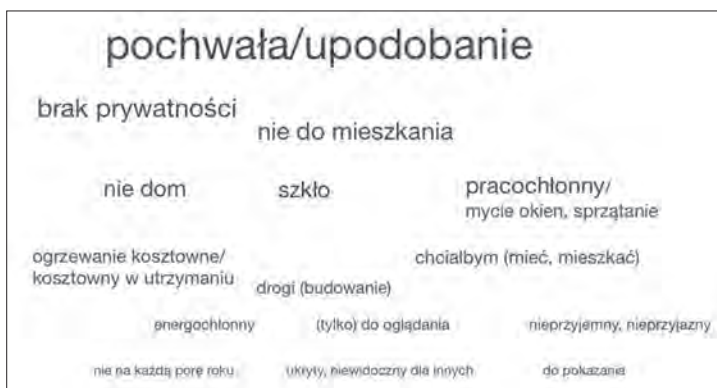 pochwała/upodobanie
brak prywatności
nie do mieszkania
nie dom szkło pracochłonny/
mycie okien, sprzątanie
ogrzewanie kosztowne/
kosztowny w utrzymaniu
chciałbym (mieć, mieszkać)
drogi (budowanie)
energochłonny (tylko) do oglądania nieprzyjemny, nieprzyjazny
nie na każdą porę roku ukryty, niewidoczny dla innych do pokazania